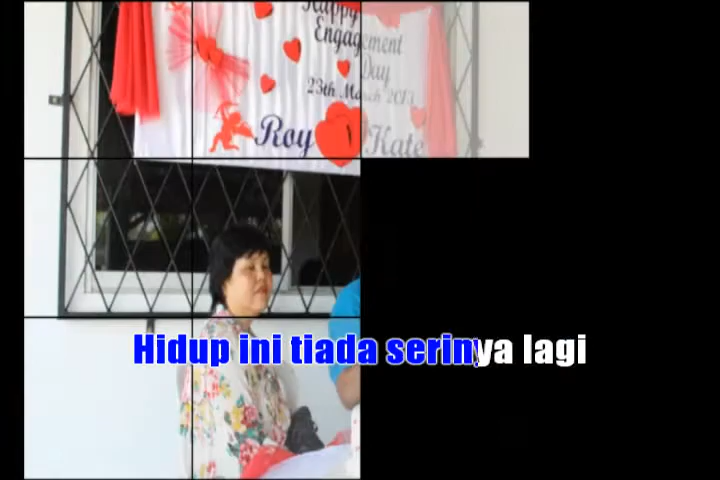 Happy
Engagement
Day
23th March 2013
Roy Kate
Hidup ini tiada serinya lagi